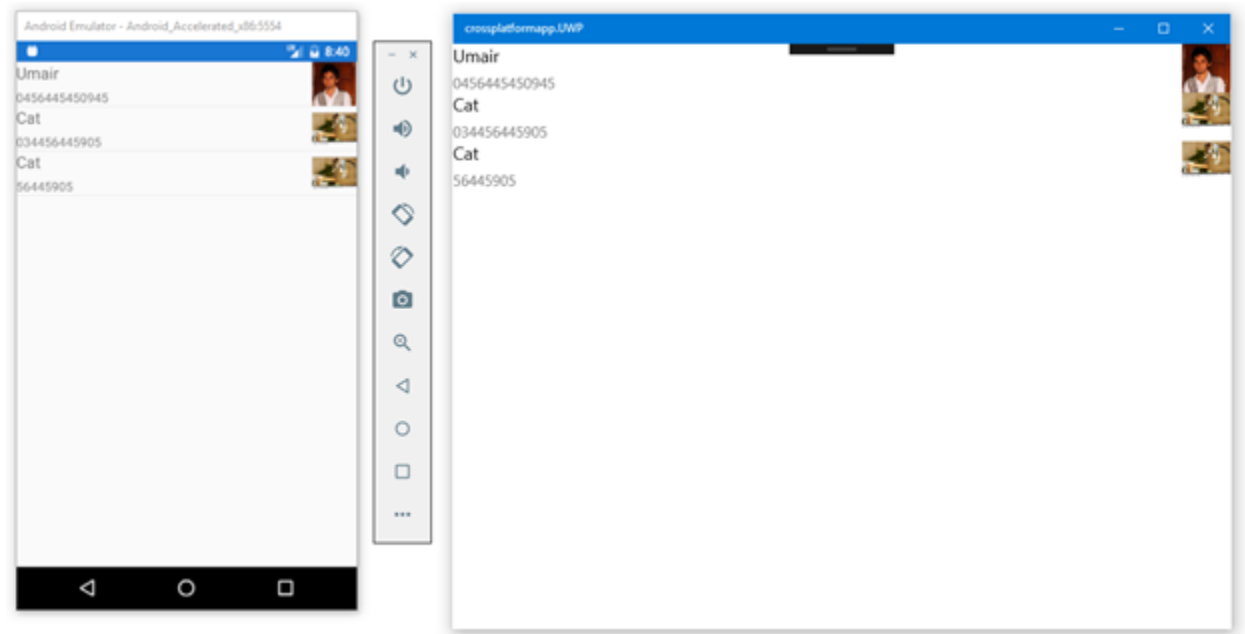 Android Emulator - Android_Accelerated_x86:5554
8:40
Umair
0456445450945
Cat
034456445905
Cat
56445905
crossplatformapp.UWP
Umair
0456445450945
Cat
034456445905
Cat
56445905